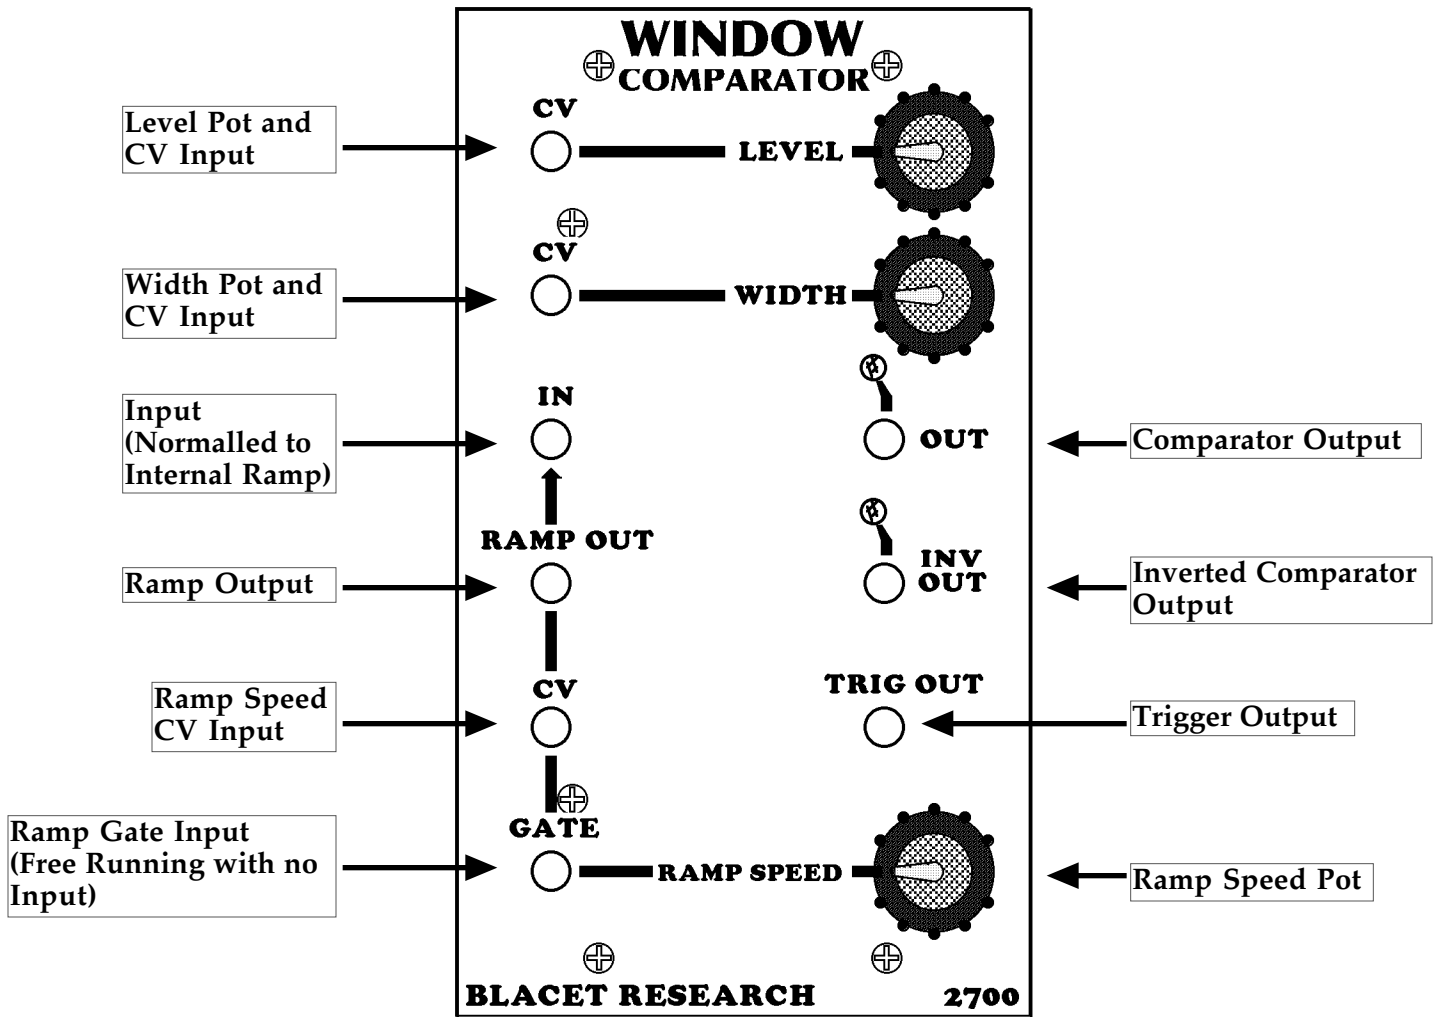 WINDOW
COMPARATOR
Level Pot and
CV Input
CV
LEVEL
Width Pot and
CV Input
CV
WIDTH
Input
(Normalled to
Internal Ramp)
IN
OUT
Comparator Output
RAMP OUT
Ramp Output
INV
OUT
Inverted Comparator
Output
Ramp Speed
CV Input
CV
TRIG OUT
Trigger Output
Ramp Gate Input
(Free Running with no
Input)
GATE
RAMP SPEED
Ramp Speed Pot
BLACET RESEARCH
2700